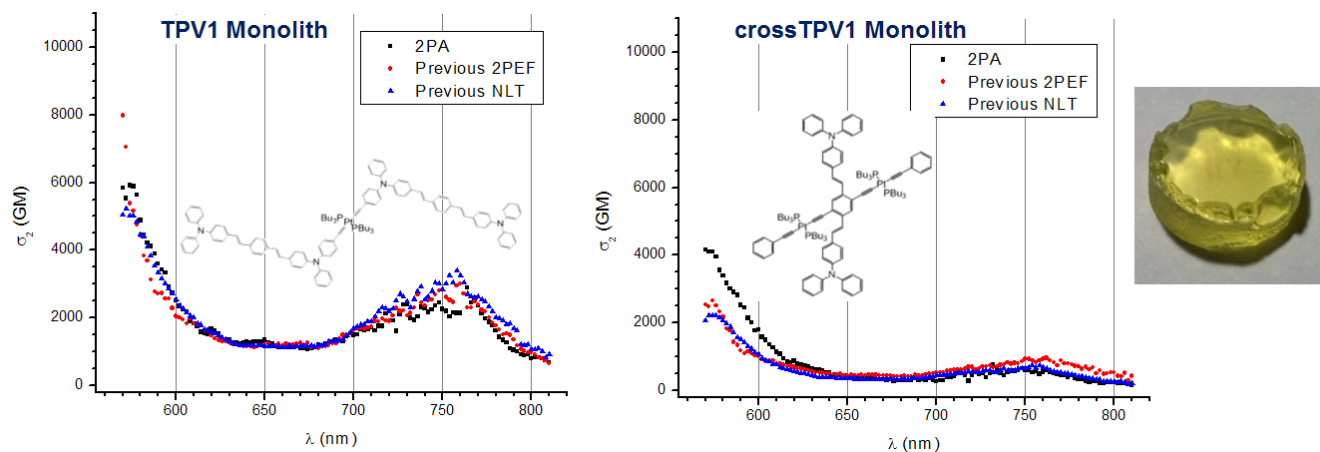 TPV1 Monolith
2PA
Previous 2PEF
Previous NLT
10000
8000
6000
4000
2000
0
σ2 (GM)
600
650
700
750
800
λ (nm)
N
N
Bu3P
Pt
PBu3
N
N
crossTPV1 Monolith
2PA
Previous 2PEF
Previous NLT
10000
8000
6000
4000
2000
0
σ2 (GM)
600
650
700
750
800
λ (nm)
N
Bu3P
Pt
PBu3
Bu3P
Pt
PBu3
N